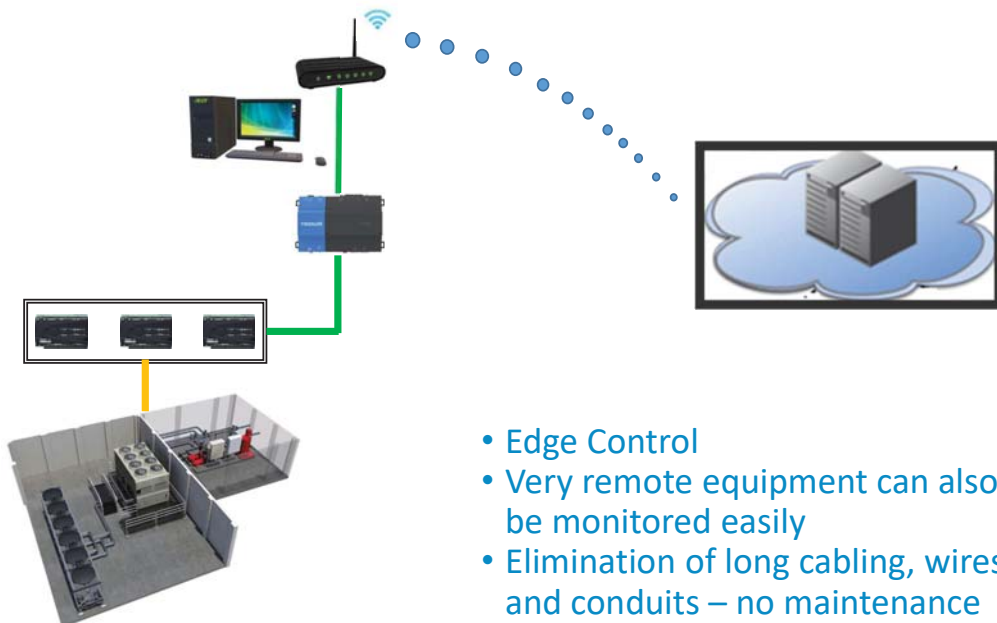 • Edge Control
• Very remote equipment can also
be monitored easily
• Elimination of long cabling, wires
and conduits – no maintenance